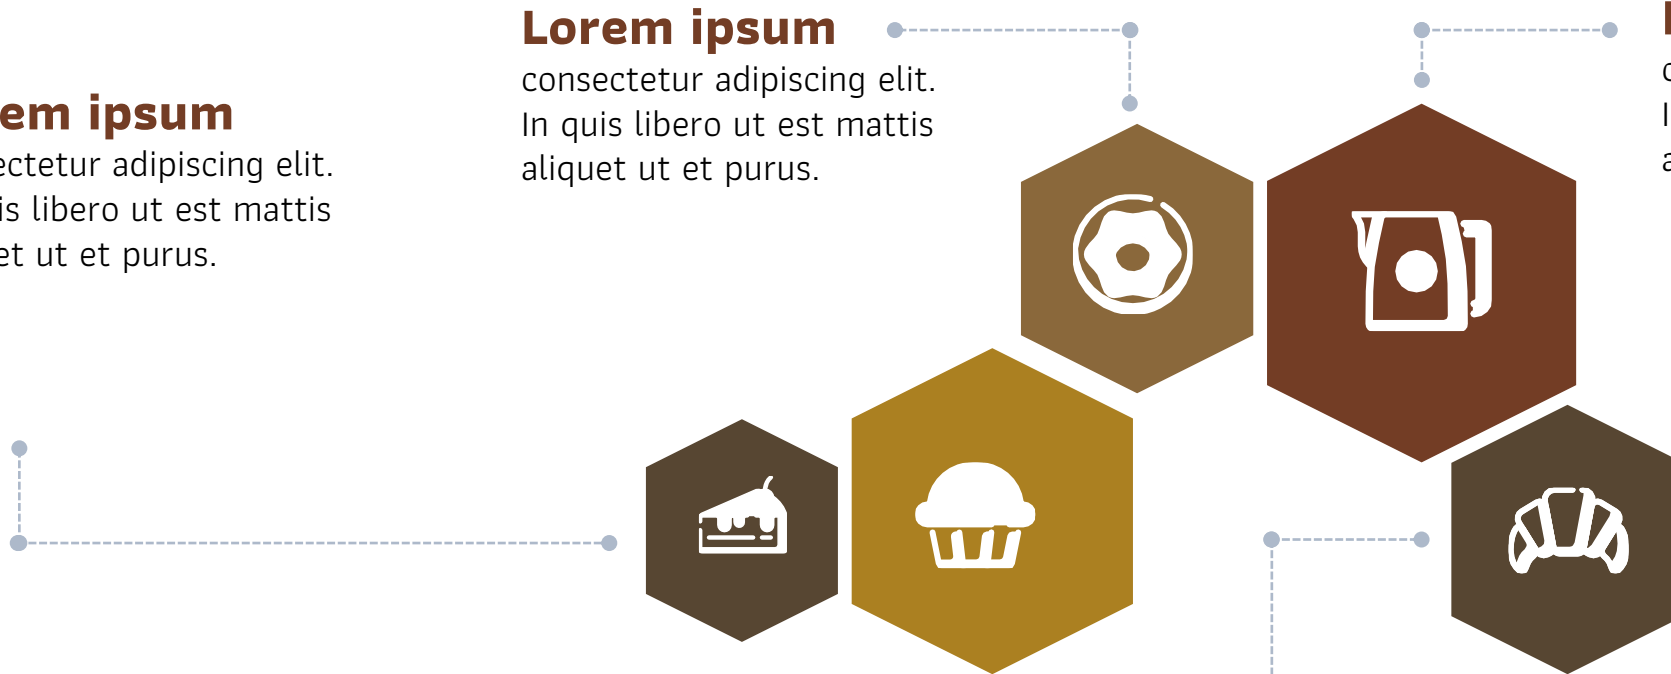 Lorem ipsum
consectetur adipiscing elit.
In quis libero ut est mattis
aliquet ut et purus.
em ipsum
ectetur adipiscing elit.
is libero ut est mattis
et ut et purus.